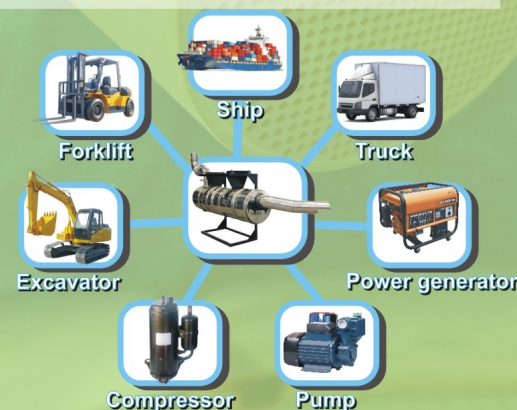 Ship
Forklift
Truck
Excavator
Power generator
Compressor
Pump